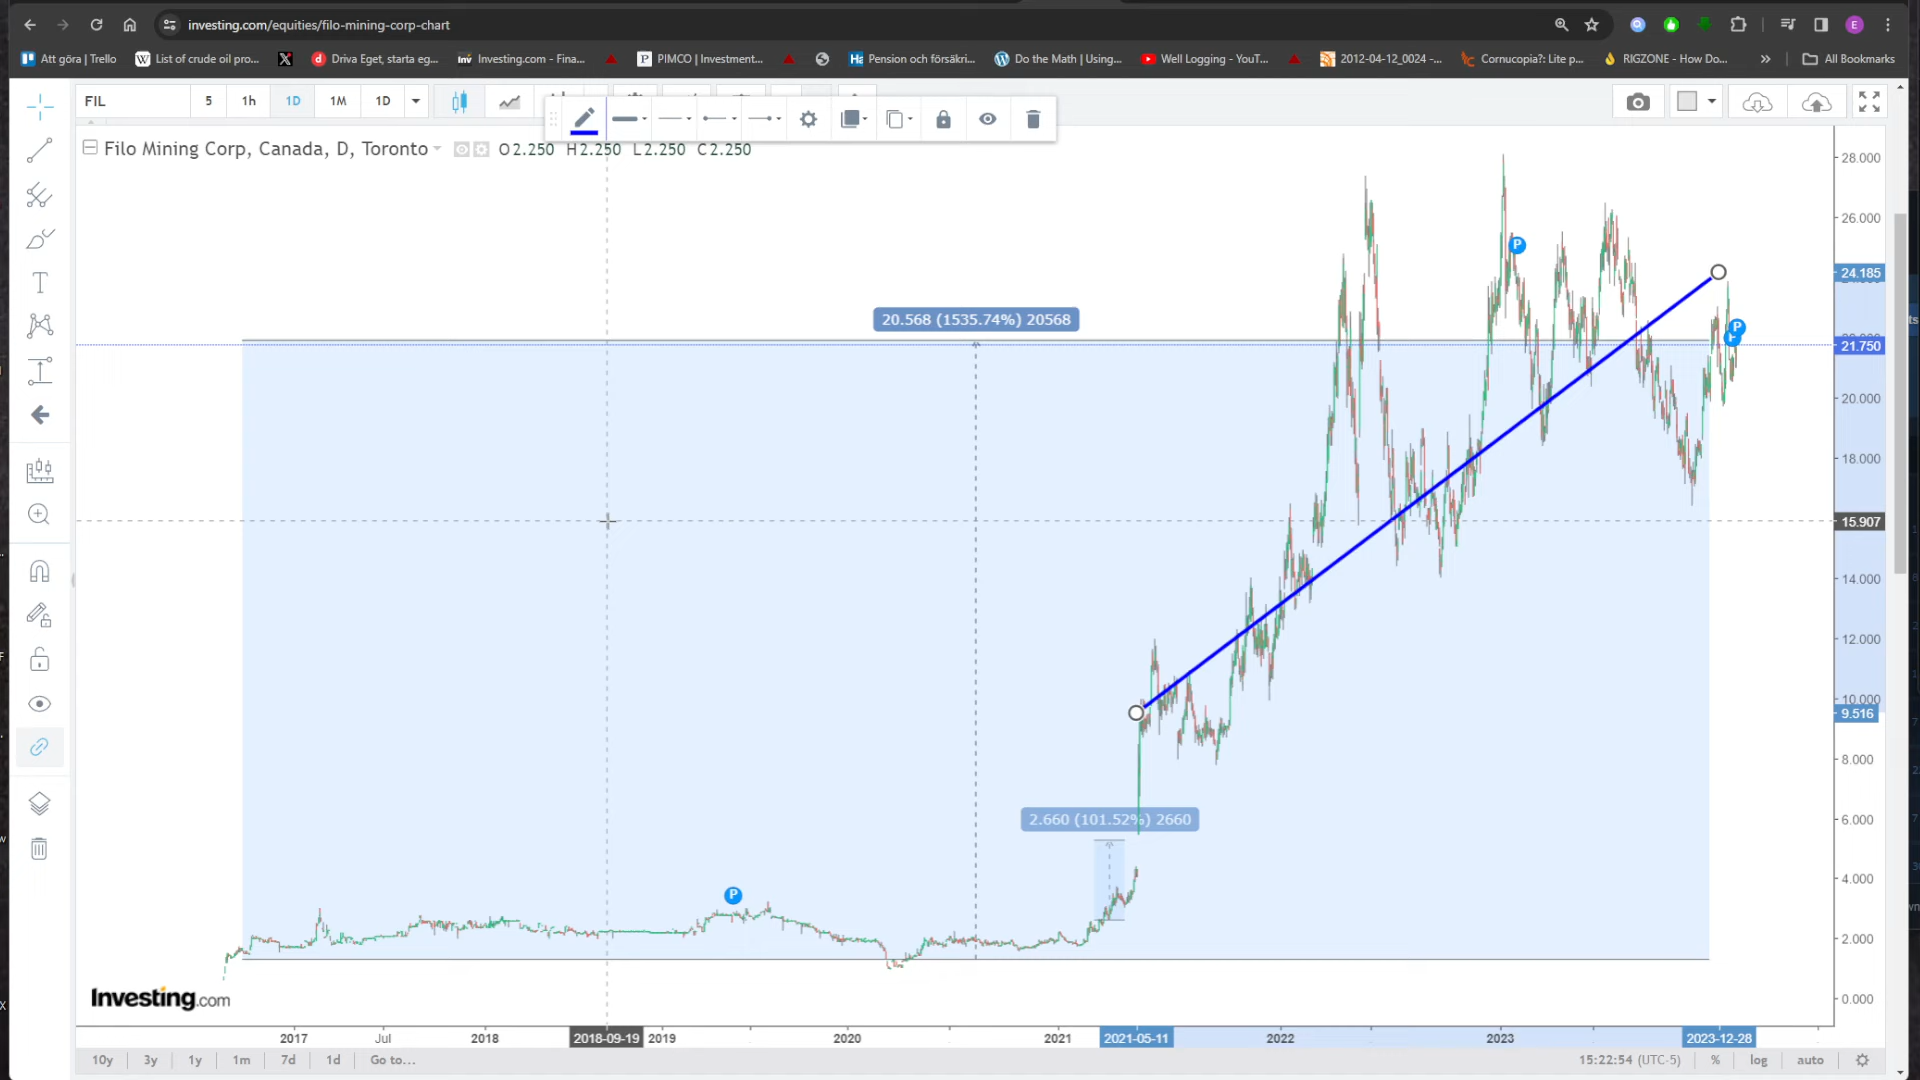 investing.com/equities/filo-mining-corp-chart
Att göra | Trello
List of crude oil pro...
Driva Eget, starta eg...
Investing.com - Fina...
PIMCO | Investment...
Pension och försäkri...
Do the Math | Using...
Well Logging - YouT...
2012-04-12_0024 -...
Cornucopia?: Lite p...
RIGZONE - How Do...
»
All Bookmarks
FIL
5
1h
1D
1M
1D
Filo Mining Corp, Canada, D, Toronto
O2.250 H2.250 L2.250 C2.250
28.000
26.000
24.185
21.750
20.000
18.000
15.907
14.000
12.000
10.000
9.516
8.000
6.000
4.000
2.000
0.000
P
P
P
20.568 (1535.74%) 20568
2.660 (101.52%) 2660
P
Investing.com
2017
Jul
2018
2018-09-19
2019
2020
2021
2021-05-11
2022
2023
2023-12-28
10y
3y
1y
1m
7d
1d
Go to...
15:22:54 (UTC-5)
%
log
auto